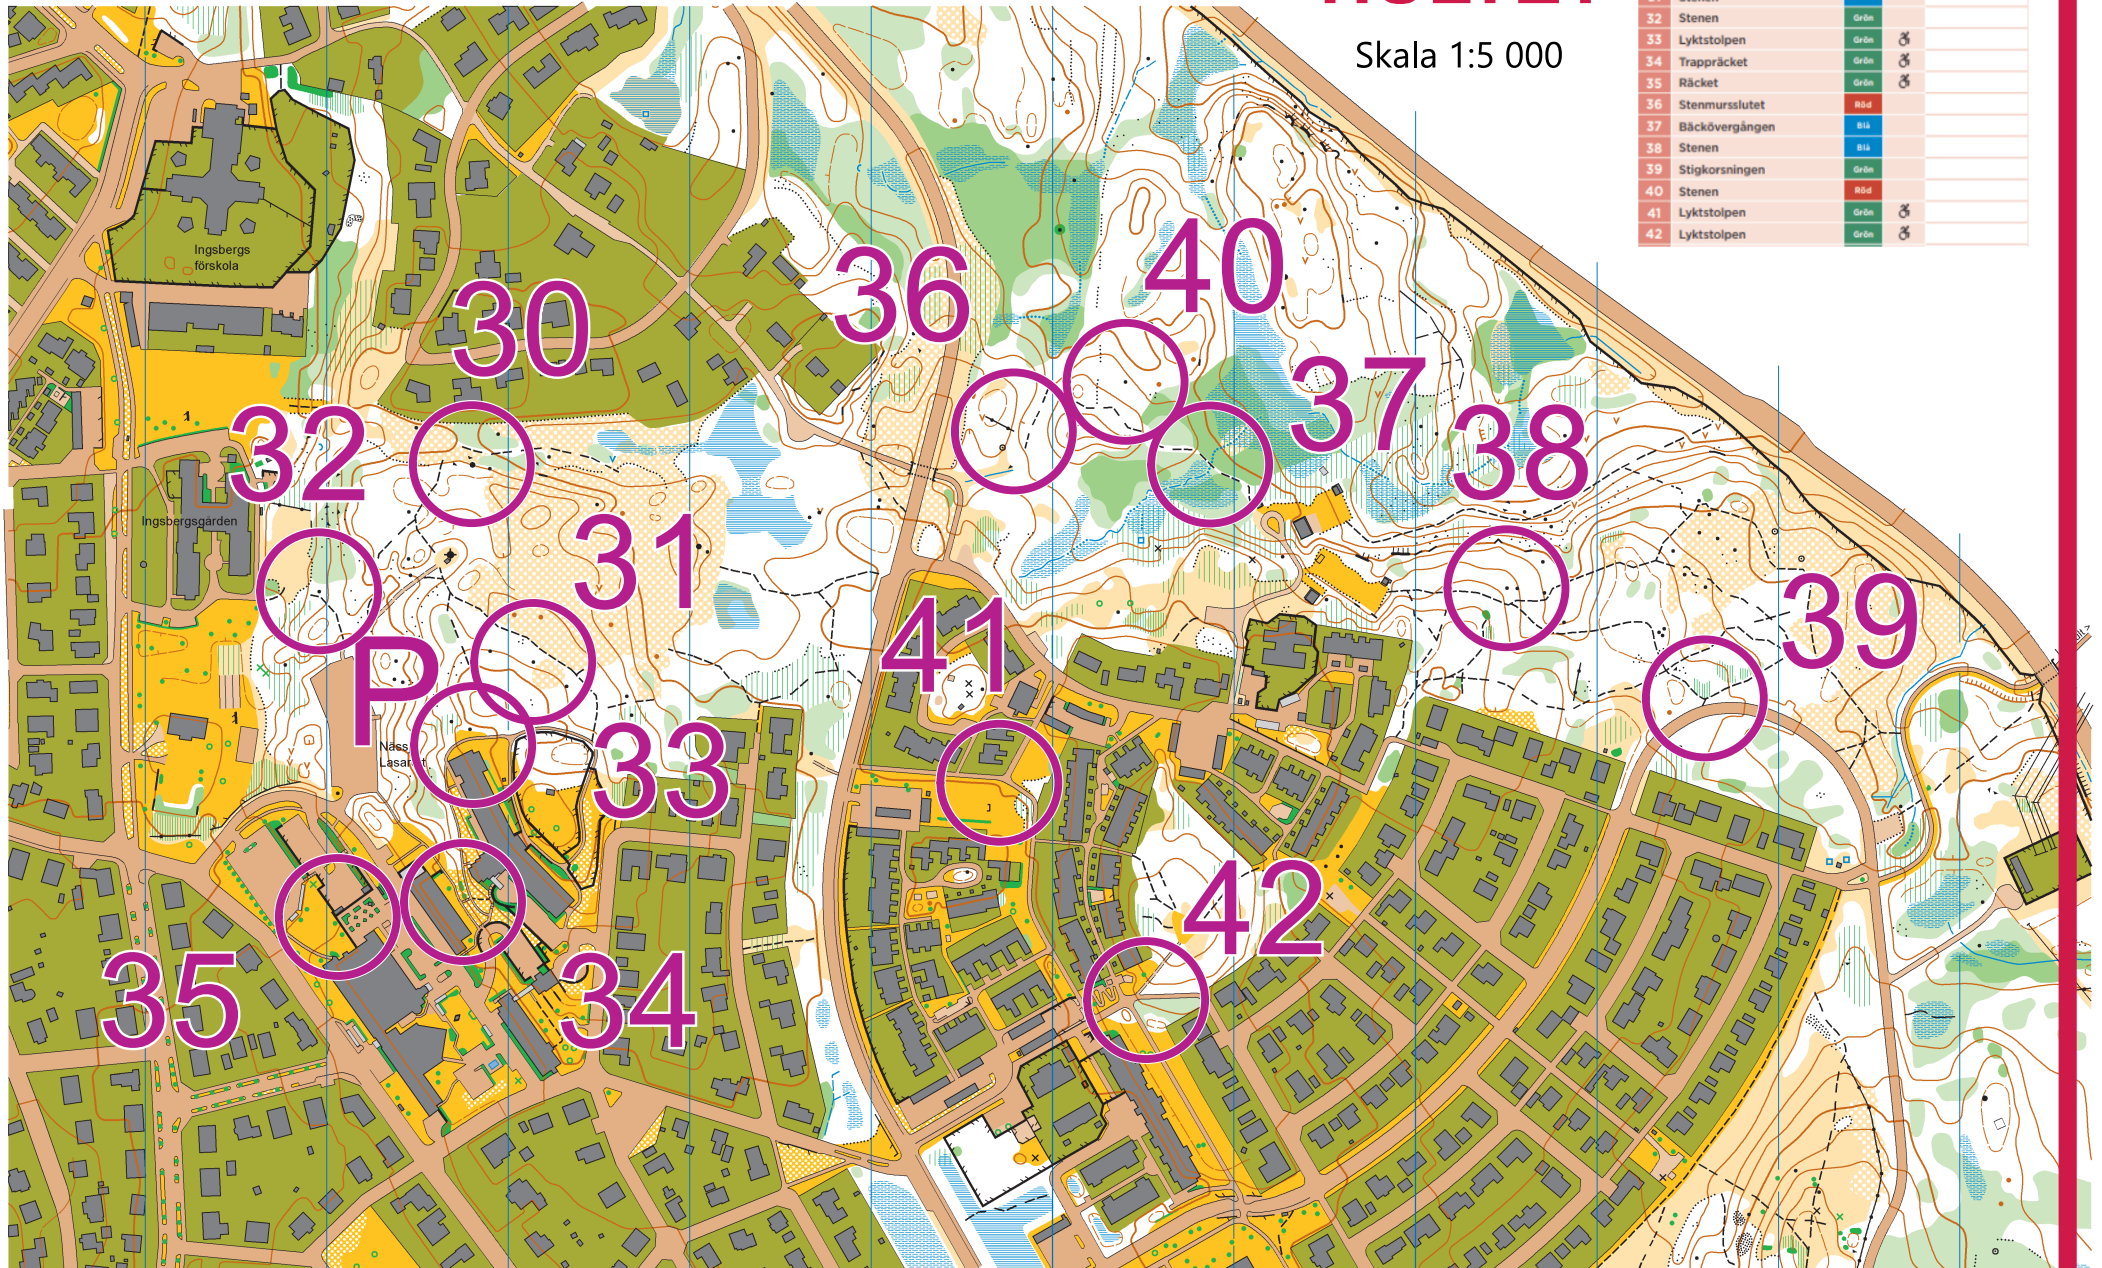 Skala 1:5 000
32 Stenen Grön
33 Lyktstolpen Grön
34 Trappräcket Grön
35 Räcket Grön
36 Stenmursslutet Röd
37 Bäckövergången Blå
38 Stenen Blå
39 Stigkorsningen Grön
40 Stenen Röd
41 Lyktstolpen Grön
42 Lyktstolpen Grön
Ingsbergs
förskola
40
36
30
37
32
38
Ingsbergsgården
31
39
41
P
33
42
35
34